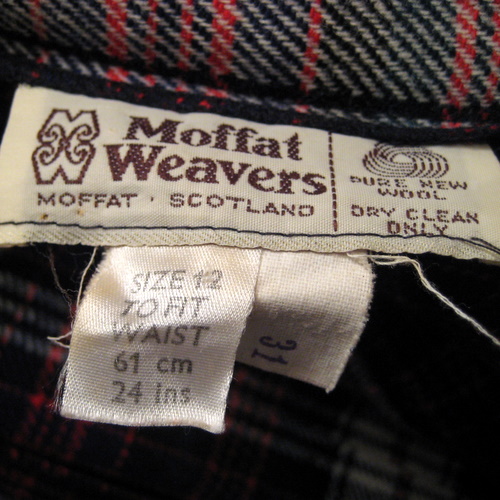 Moffat
Weavers
MOFFAT · SCOTLAND
PURE NEW
WOOL
DRY CLEAN
ONLY
SIZE 12
TO FIT
WAIST
61 cm
24 ins
31